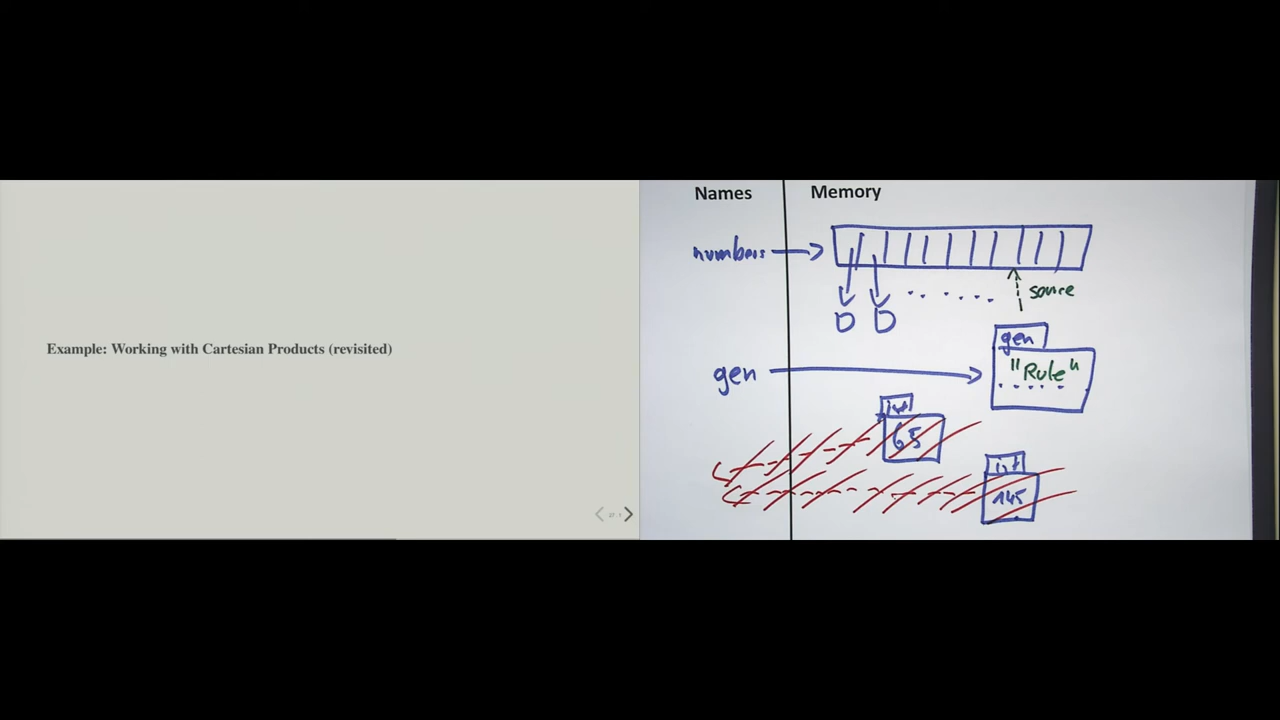 Example: Working with Cartesian Products (revisited)
Names
Memory
numbers
source
gen
"Rule"
gen
int
65
int
145